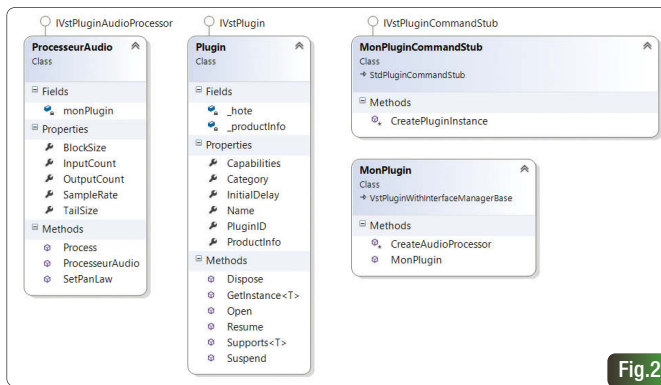 IVstPluginAudioProcessor
ProcesseurAudio
Class
Fields
monPlugin
Properties
BlockSize
InputCount
OutputCount
SampleRate
TailSize
Methods
Process
ProcesseurAudio
SetPanLaw
IVstPlugin
Plugin
Class
Fields
_hote
_productInfo
Properties
Capabilities
Category
InitialDelay
Name
PluginID
ProductInfo
Methods
Dispose
GetInstance<T>
Open
Resume
Supports<T>
Suspend
IVstPluginCommandStub
MonPluginCommandStub
Class
StdPluginCommandStub
Methods
CreatePluginInstance
MonPlugin
Class
VstPluginWithInterfaceManagerBase
Methods
CreateAudioProcessor
MonPlugin
Fig.2